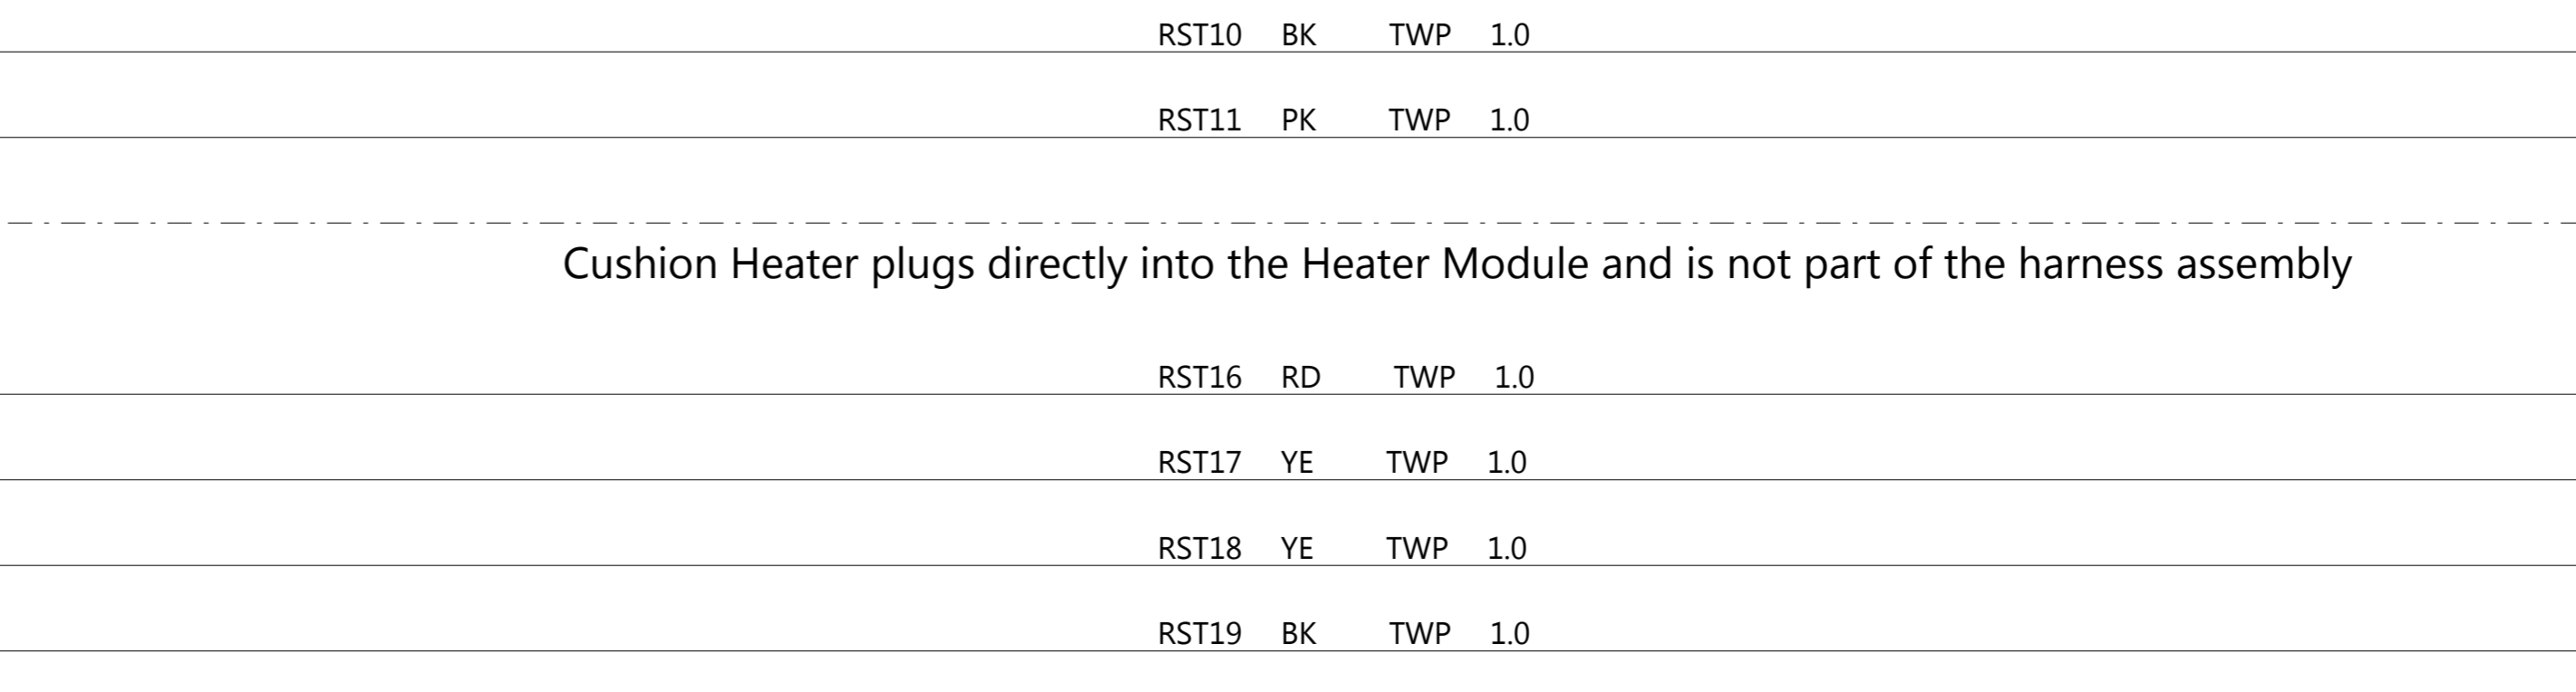 RST10 BK TWP 1.0
RST11 PK TWP 1.0
Cushion Heater plugs directly into the Heater Module and is not part of the harness assembly
RST16 RD TWP 1.0
RST17 YE TWP 1.0
RST18 YE TWP 1.0
RST19 BK TWP 1.0